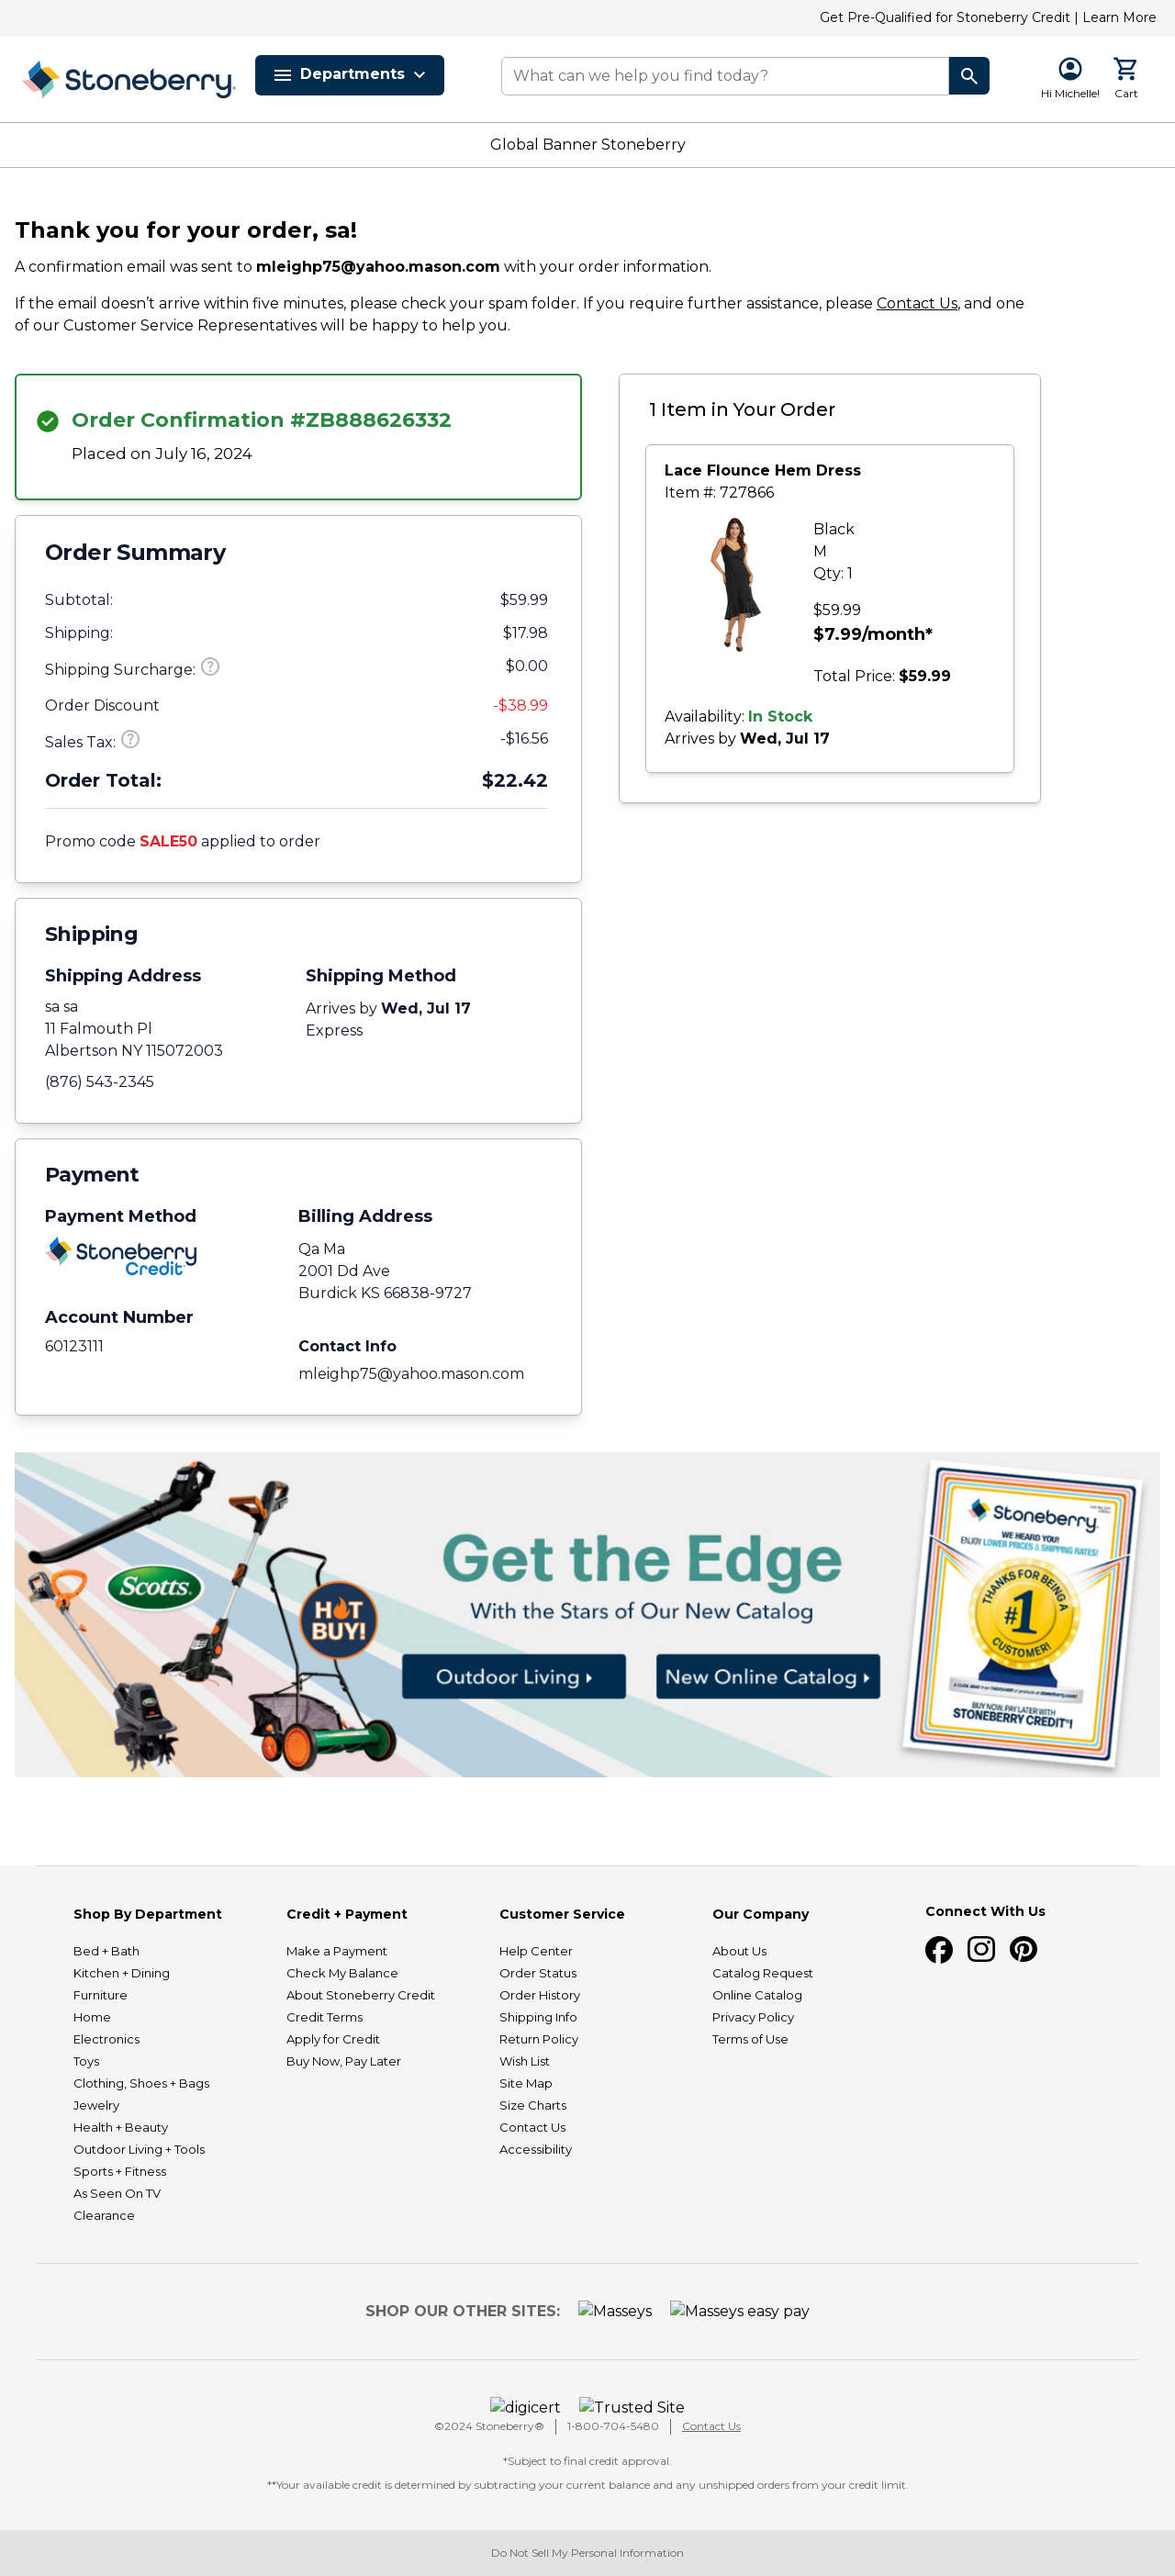 Get Pre-Qualified for Stoneberry Credit | Learn More
Stoneberry
Departments
What can we help you find today?
Hi Michelle!
Cart
Global Banner Stoneberry
Thank you for your order, sa!
A confirmation email was sent to mleighp75@yahoo.mason.com with your order information.
If the email doesn’t arrive within five minutes, please check your spam folder. If you require further assistance, please Contact Us, and one
of our Customer Service Representatives will be happy to help you.
Order Confirmation #ZB888626332
Placed on July 16, 2024
Order Summary
Subtotal: $59.99
Shipping: $17.98
Shipping Surcharge: $0.00
Order Discount -$38.99
Sales Tax: -$16.56
Order Total: $22.42
Promo code SALE50 applied to order
1 Item in Your Order
Lace Flounce Hem Dress
Item #: 727866
Black
M
Qty: 1
$59.99
$7.99/month*
Total Price: $59.99
Availability: In Stock
Arrives by Wed, Jul 17
Shipping
Shipping Address
sa sa
11 Falmouth Pl
Albertson NY 115072003
(876) 543-2345
Shipping Method
Arrives by Wed, Jul 17
Express
Payment
Payment Method
Stoneberry
Credit
Account Number
60123111
Billing Address
Qa Ma
2001 Dd Ave
Burdick KS 66838-9727
Contact Info
mleighp75@yahoo.mason.com
Scotts
HOT
BUY!
Get the Edge
With the Stars of Our New Catalog
Outdoor Living
New Online Catalog
Stoneberry
WE HEARD YOU!
ENJOY LOWER PRICES & SHIPPING RATES!
THANKS FOR BEING A
#1
CUSTOMER!
BUY NOW, PAY LATER WITH
STONEBERRY CREDIT!
Shop By Department
Bed + Bath
Kitchen + Dining
Furniture
Home
Electronics
Toys
Clothing, Shoes + Bags
Jewelry
Health + Beauty
Outdoor Living + Tools
Sports + Fitness
As Seen On TV
Clearance
Credit + Payment
Make a Payment
Check My Balance
About Stoneberry Credit
Credit Terms
Apply for Credit
Buy Now, Pay Later
Customer Service
Help Center
Order Status
Order History
Shipping Info
Return Policy
Wish List
Site Map
Size Charts
Contact Us
Accessibility
Our Company
About Us
Catalog Request
Online Catalog
Privacy Policy
Terms of Use
Connect With Us
SHOP OUR OTHER SITES: Masseys Masseys easy pay
digicert Trusted Site
©2024 Stoneberry® | 1-800-704-5480 | Contact Us
*Subject to final credit approval.
**Your available credit is determined by subtracting your current balance and any unshipped orders from your credit limit.
Do Not Sell My Personal Information